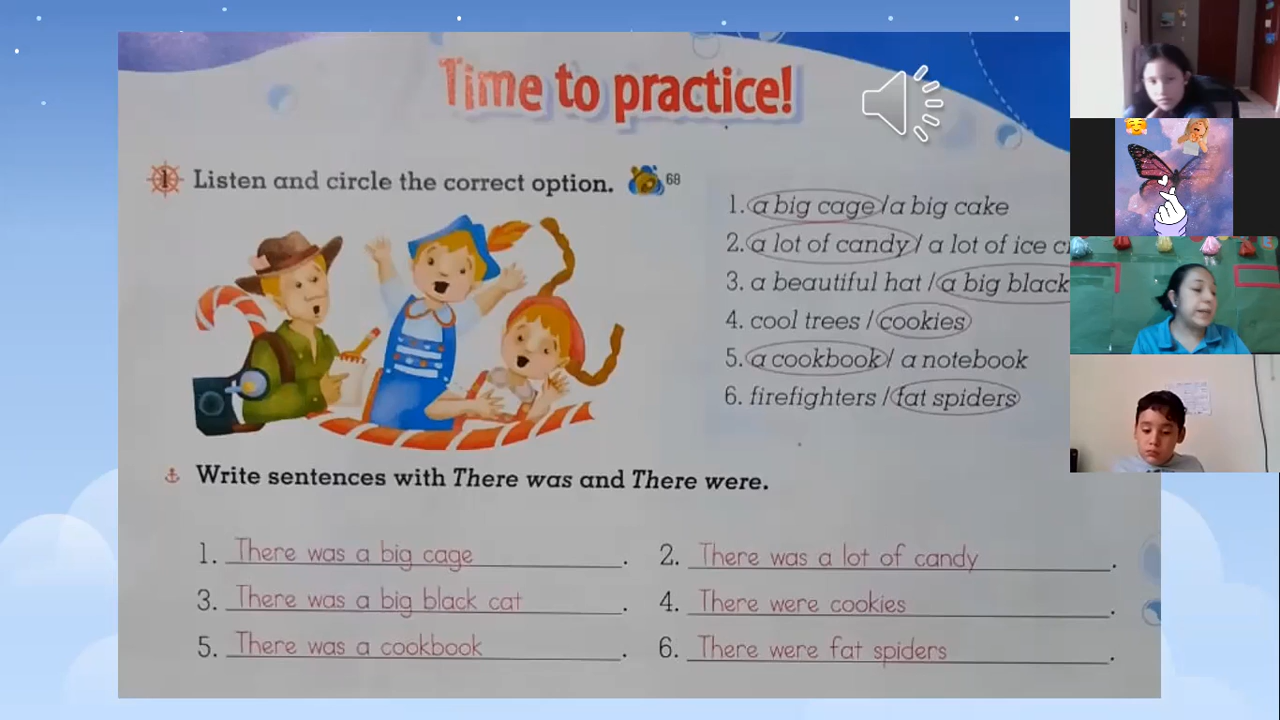 Time to practice!
1 Listen and circle the correct option. 68
1. a big cage / a big cake
2. a lot of candy / a lot of ice
3. a beautiful hat / a big black
4. cool trees / cookies
5. a cookbook / a notebook
6. firefighters / fat spiders
Write sentences with There was and There were.
1. There was a big cage. 2. There was a lot of candy.
3. There was a big black cat. 4. There were cookies.
5. There was a cookbook. 6. There were fat spiders.